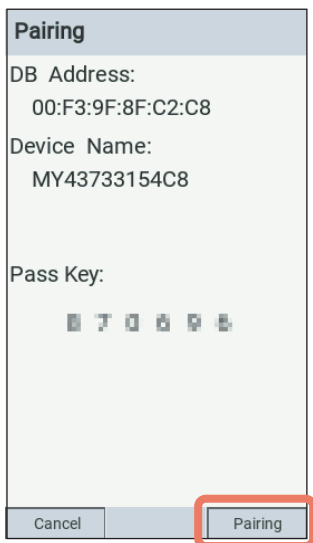 Pairing
DB Address:
00:F3:9F:8F:C2:C8
Device Name:
MY43733154C8
Pass Key:
Cancel
Pairing